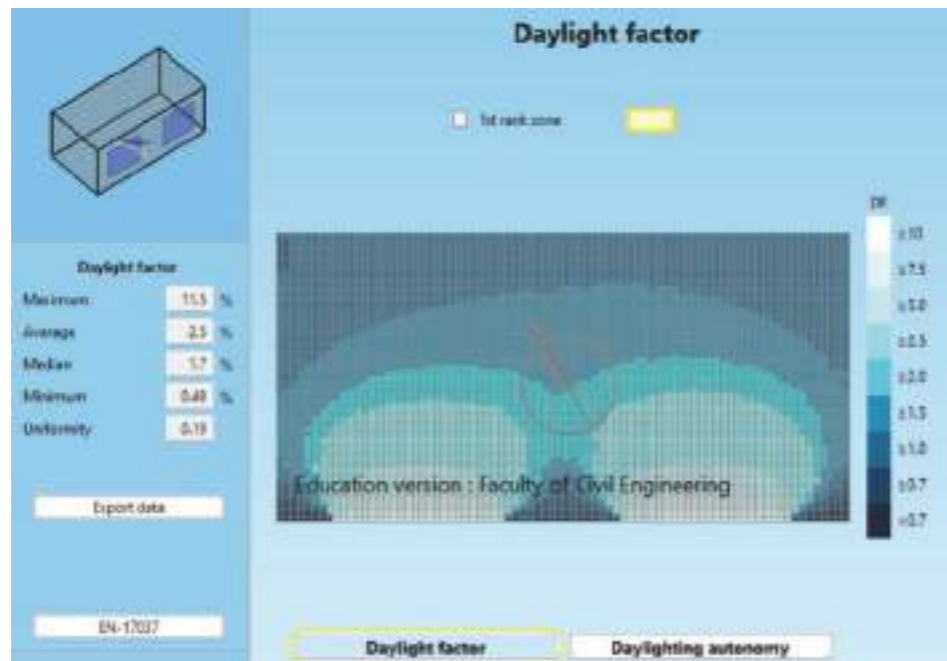 Daylight factor
1st rank zone
DF
≥10
≥7.5
≥5.0
≥2.5
≥2.0
≥1.5
≥1.0
≥0.7
<0.7
Daylight factor
Maximum 11.5 %
Average 2.5 %
Median 1.7 %
Minimum %
Uniformity 0.19
Education version : Faculty of Civil Engineering
Export data
EN-17037
Daylight factor
Daylighting autonomy